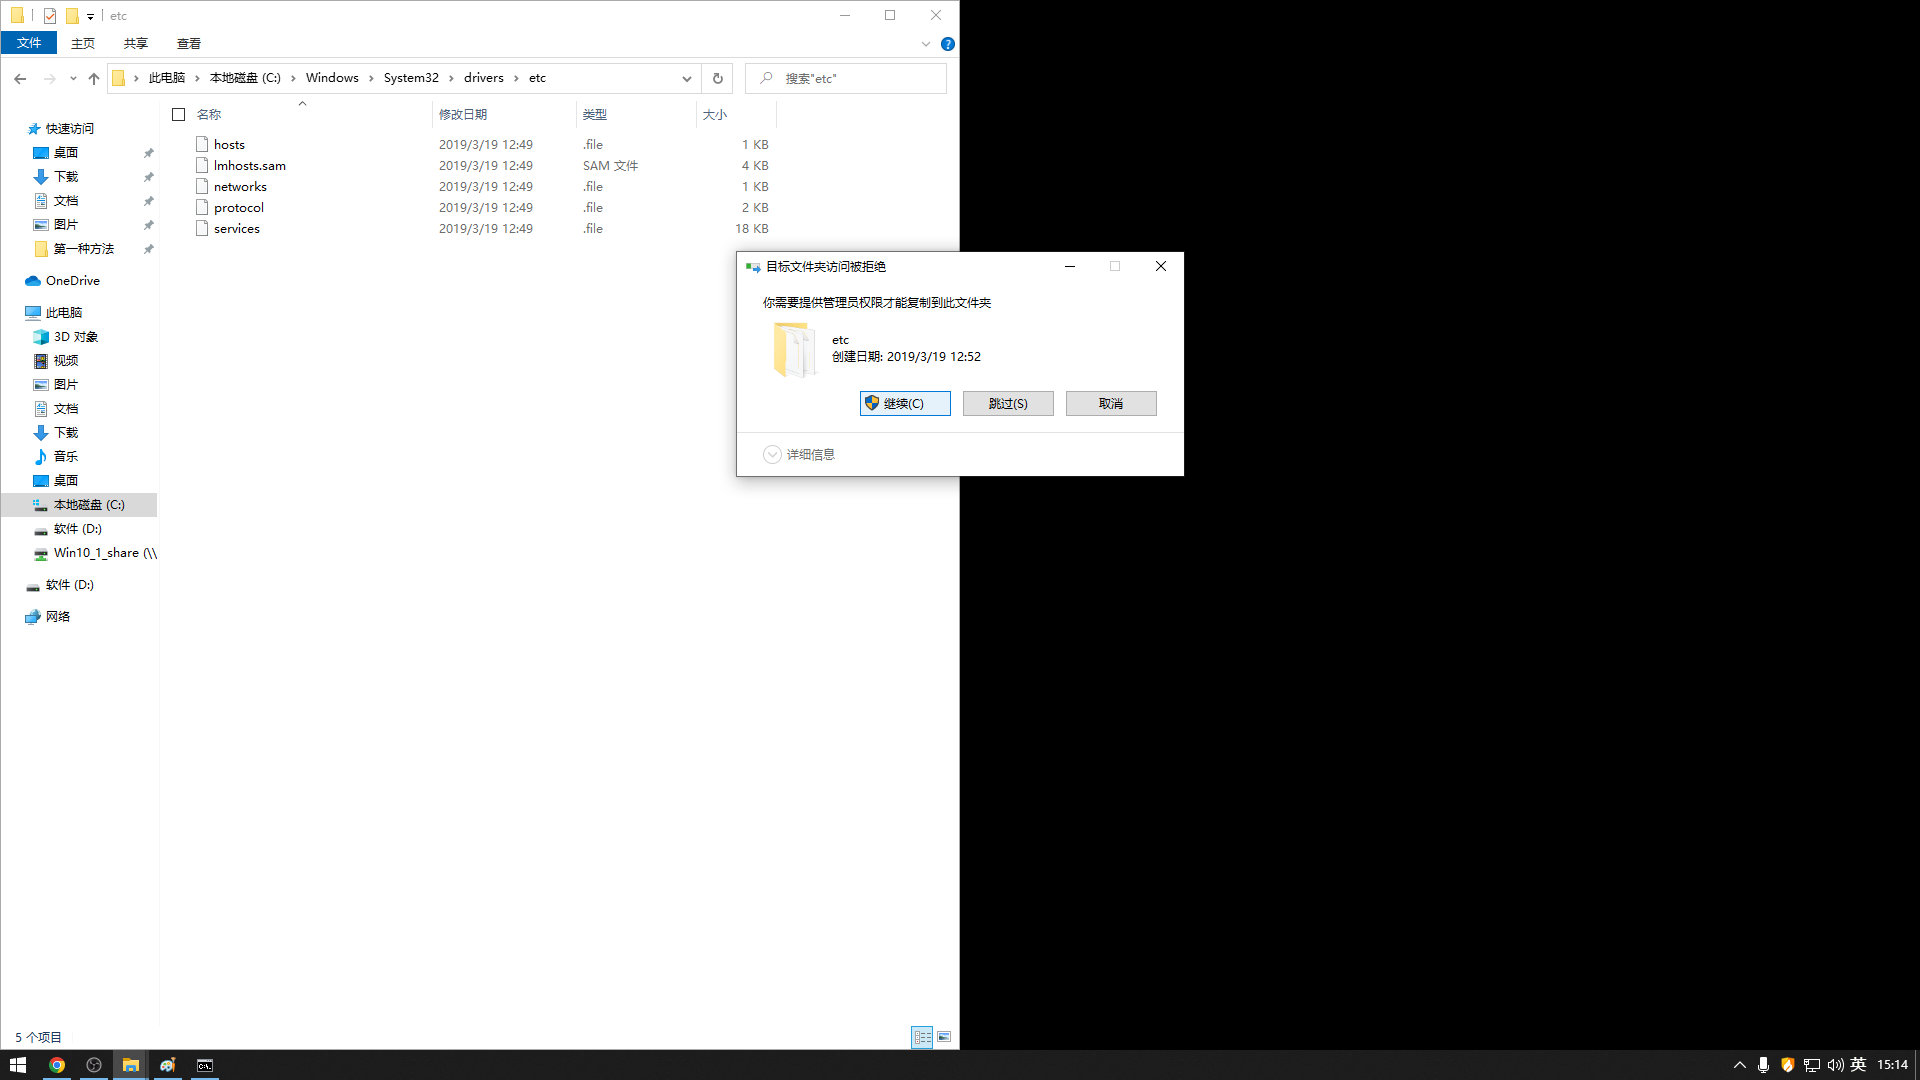 etc
文件
主页
共享
查看
此电脑
本地磁盘 (C:)
Windows
System32
drivers
etc
搜索"etc"
名称
修改日期
类型
大小
hosts 2019/3/19 12:49 .file 1 KB
lmhosts.sam 2019/3/19 12:49 SAM 文件 4 KB
networks 2019/3/19 12:49 .file 1 KB
protocol 2019/3/19 12:49 .file 2 KB
services 2019/3/19 12:49 .file 18 KB
快速访问
桌面
下载
文档
图片
第一种方法
OneDrive
此电脑
3D 对象
视频
图片
文档
下载
音乐
桌面
本地磁盘 (C:)
软件 (D:)
Win10_1_share (\\
软件 (D:)
网络
目标文件夹访问被拒绝
你需要提供管理员权限才能复制到此文件夹
etc
创建日期: 2019/3/19 12:52
继续(C)
跳过(S)
取消
详细信息
5 个项目
英
15:14